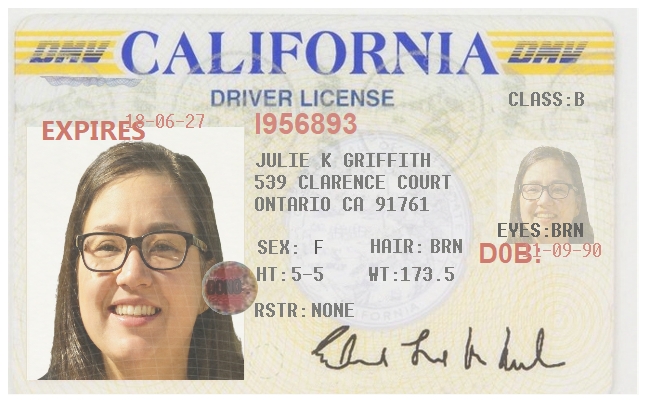 DMV CALIFORNIA DMV
DRIVER LICENSE
CLASS:B
EXPIRES 18-06-27
I956893
JULIE K GRIFFITH
539 CLARENCE COURT
ONTARIO CA 91761
EYES:BRN
SEX: F HAIR: BRN
D0B: 1-09-90
HT:5-5 WT:173.5
RSTR:NONE